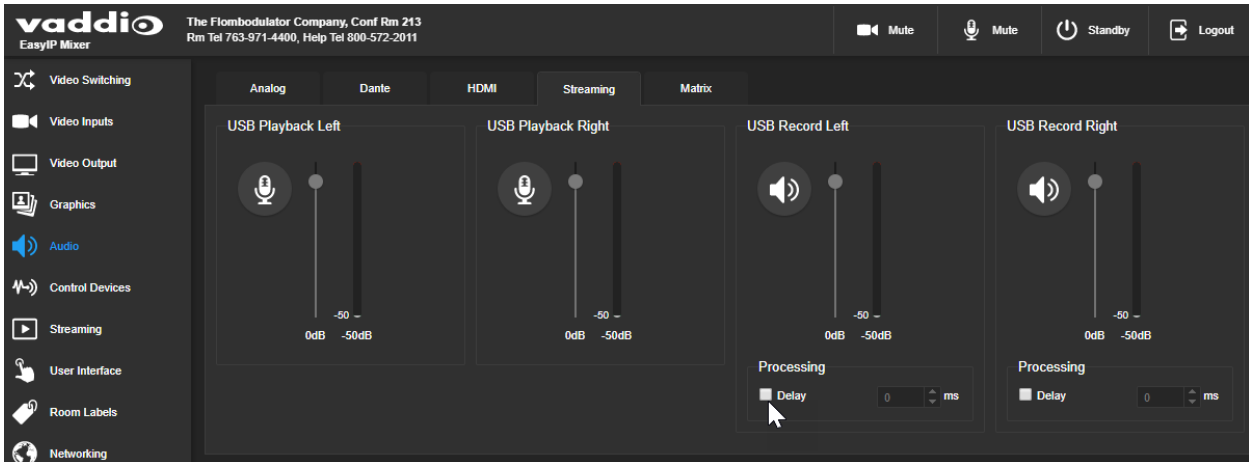 vaddio
EasyIP Mixer
The Flombodulator Company, Conf Rm 213
Rm Tel 763-971-4400, Help Tel 800-572-2011
Mute
Mute
Standby
Logout
Video Switching
Video Inputs
Video Output
Graphics
Audio
Control Devices
Streaming
User Interface
Room Labels
Networking
Analog
Dante
HDMI
Streaming
Matrix
USB Playback Left
-50
0dB -50dB
USB Playback Right
-50
0dB -50dB
USB Record Left
-50
0dB -50dB
Processing
Delay
0
ms
USB Record Right
-50
0dB -50dB
Processing
Delay
0
ms